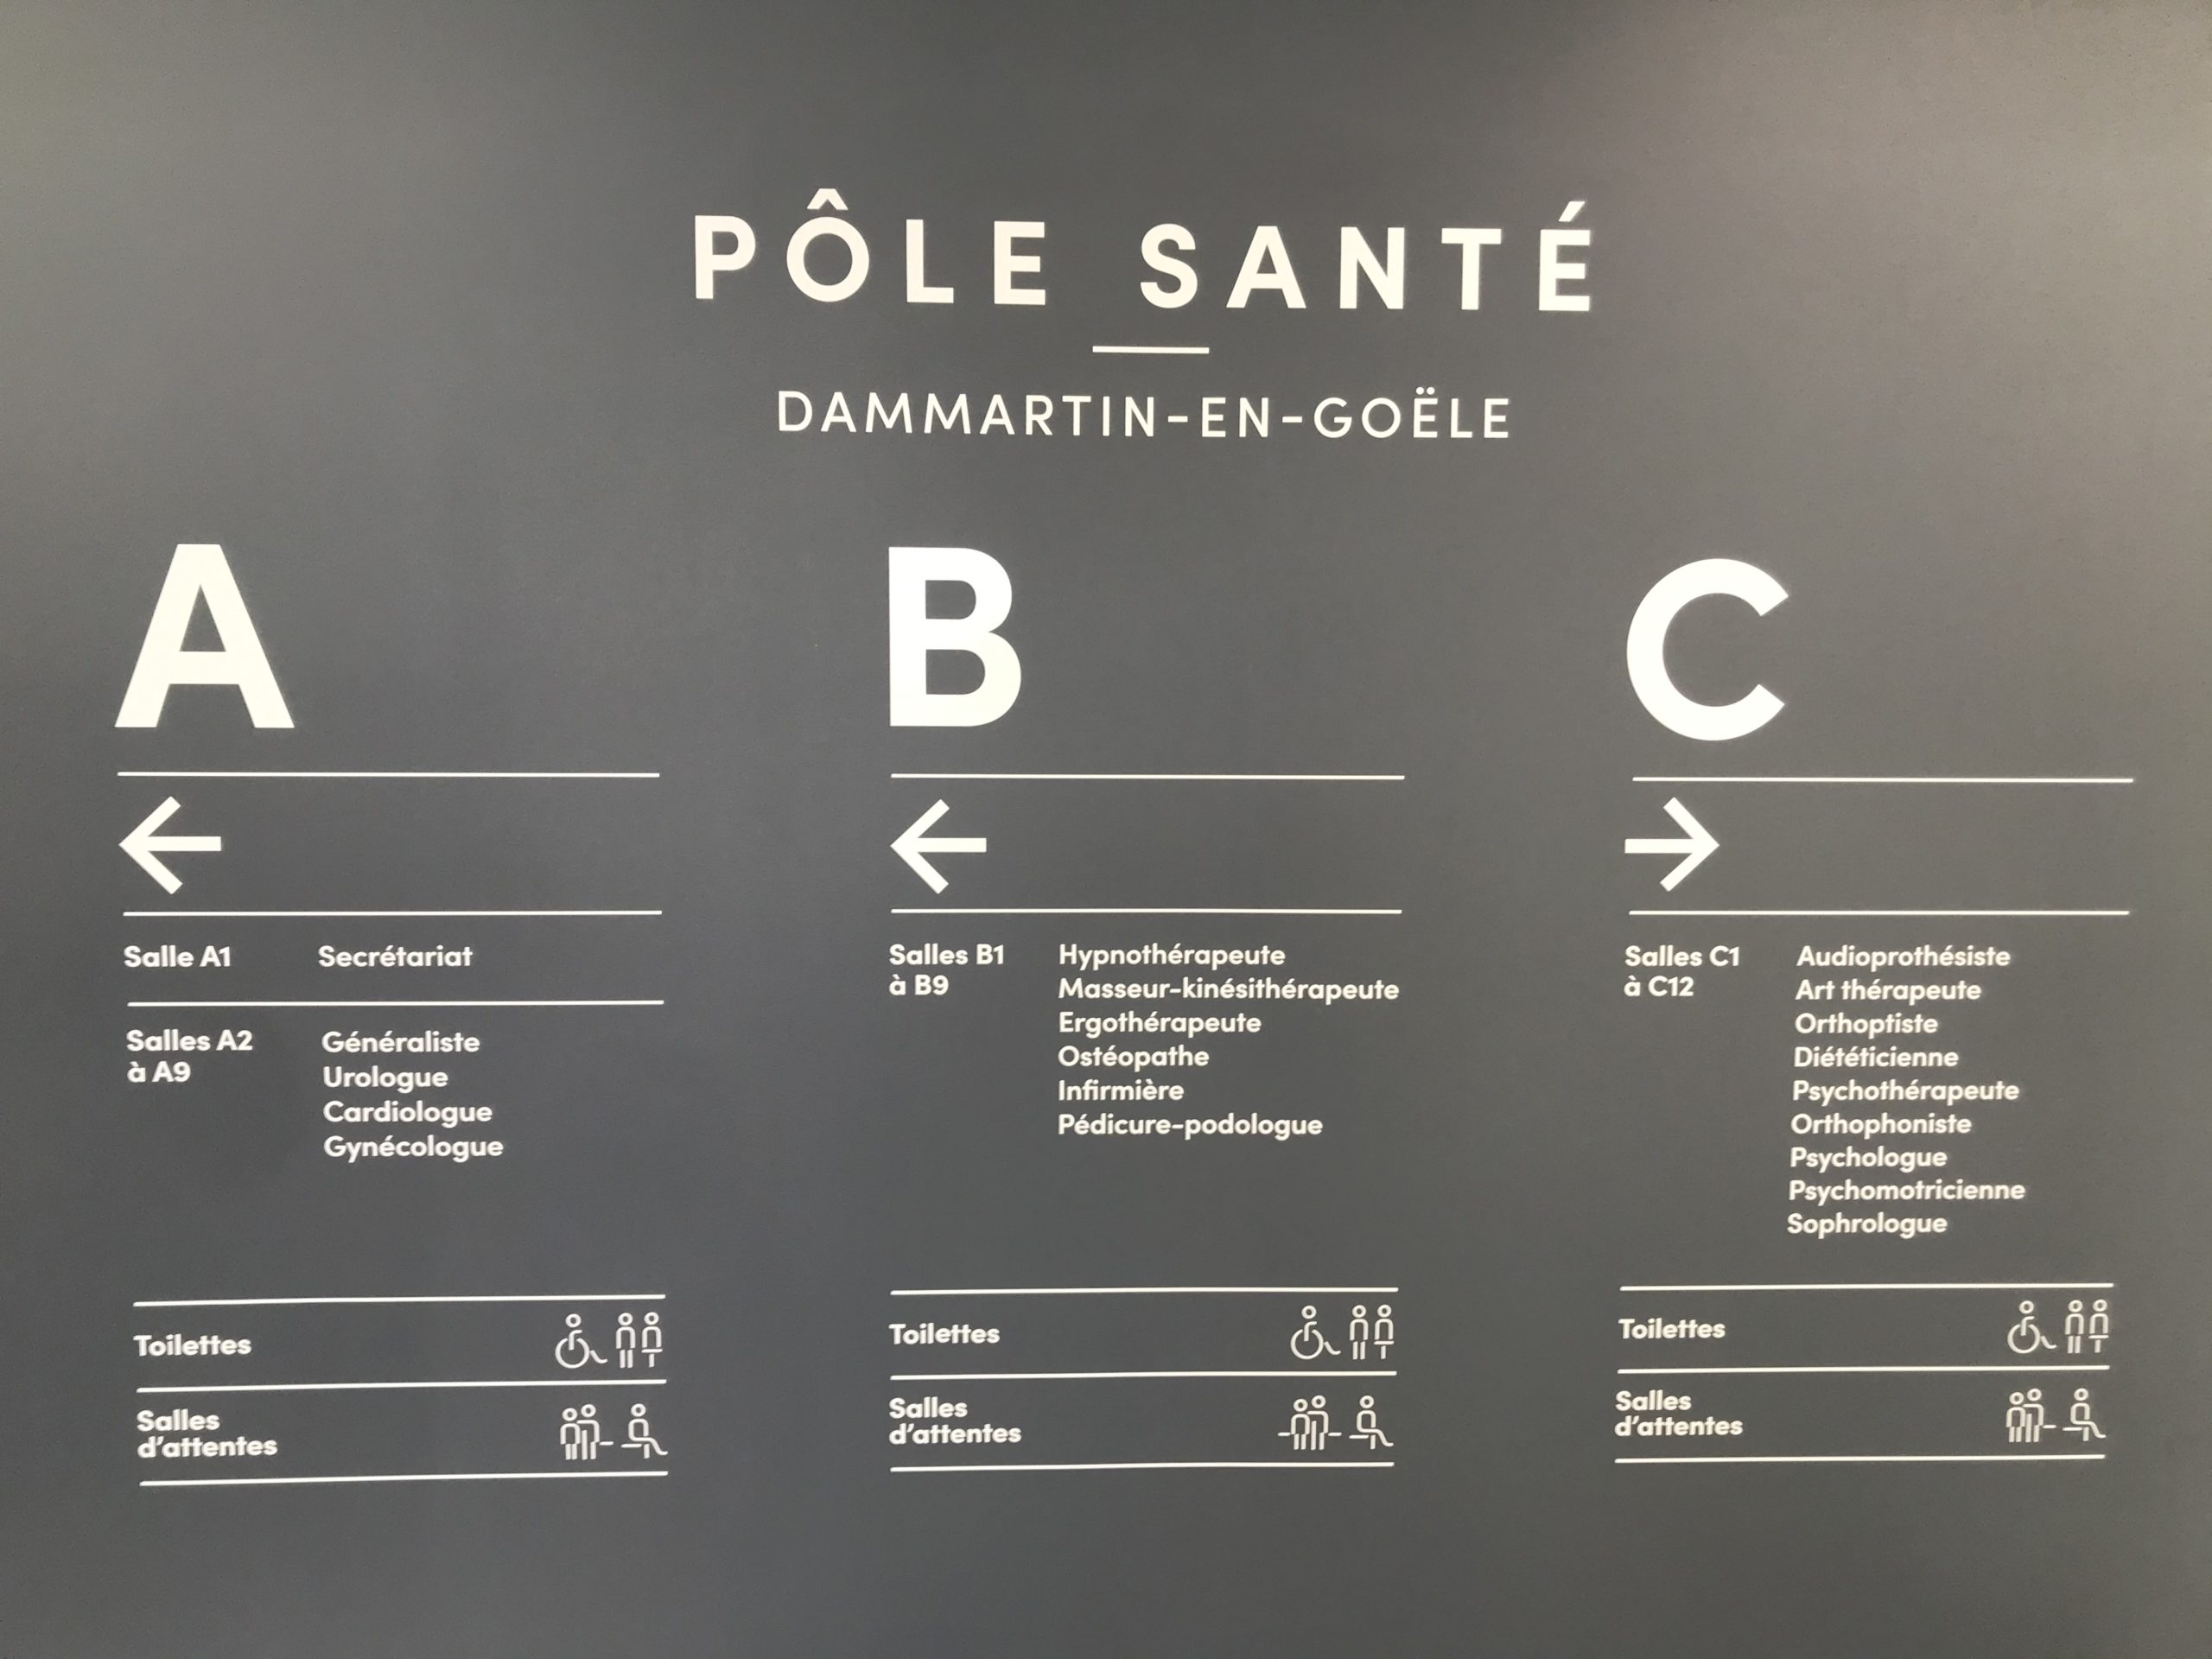 PÔLE SANTÉ
DAMMARTIN-EN-GOËLE
A
Salle A1
Secrétariat
Salles A2
à A9
Généraliste
Urologue
Cardiologue
Gynécologue
Toilettes
Salles
d'attentes
B
Salles B1
à B9
Hypnothérapeute
Masseur-kinésithérapeute
Ergothérapeute
Ostéopathe
Infirmière
Pédicure-podologue
Toilettes
Salles
d'attentes
C
Salles C1
à C12
Audioprothésiste
Art thérapeute
Orthoptiste
Diététicienne
Psychothérapeute
Orthophoniste
Psychologue
Psychomotricienne
Sophrologue
Toilettes
Salles
d'attentes